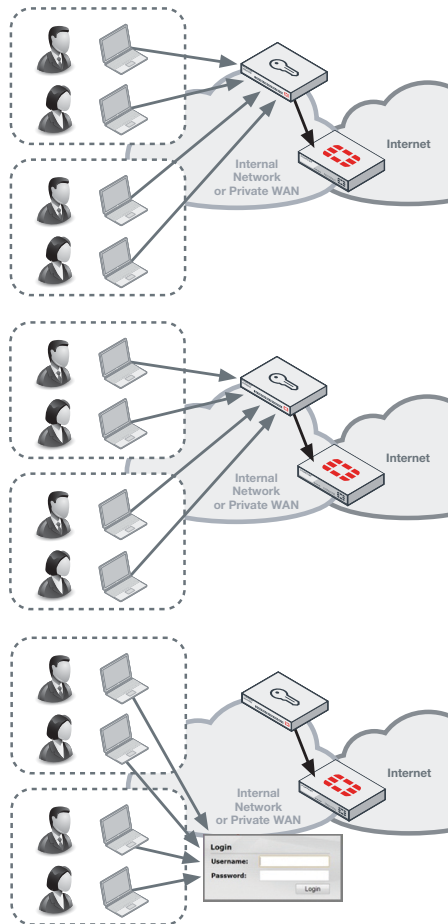 Internet
Internal
Network
or Private WAN
Internet
Internal
Network
or Private WAN
Internet
Internal
Network
or Private WAN
Login
Username:
Password:
Login